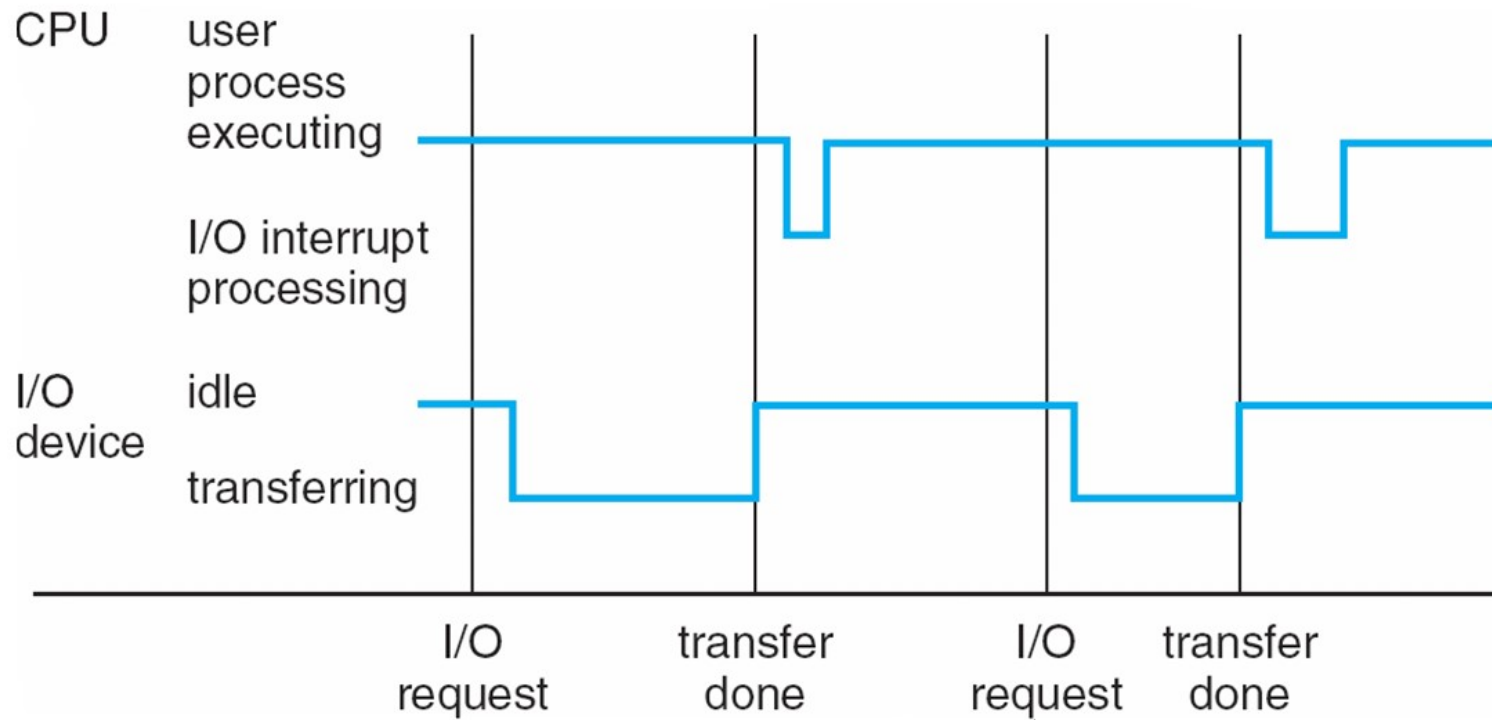 CPU user
process
executing
I/O interrupt
processing
I/O idle
device
transferring
I/O transfer I/O transfer
request done request done